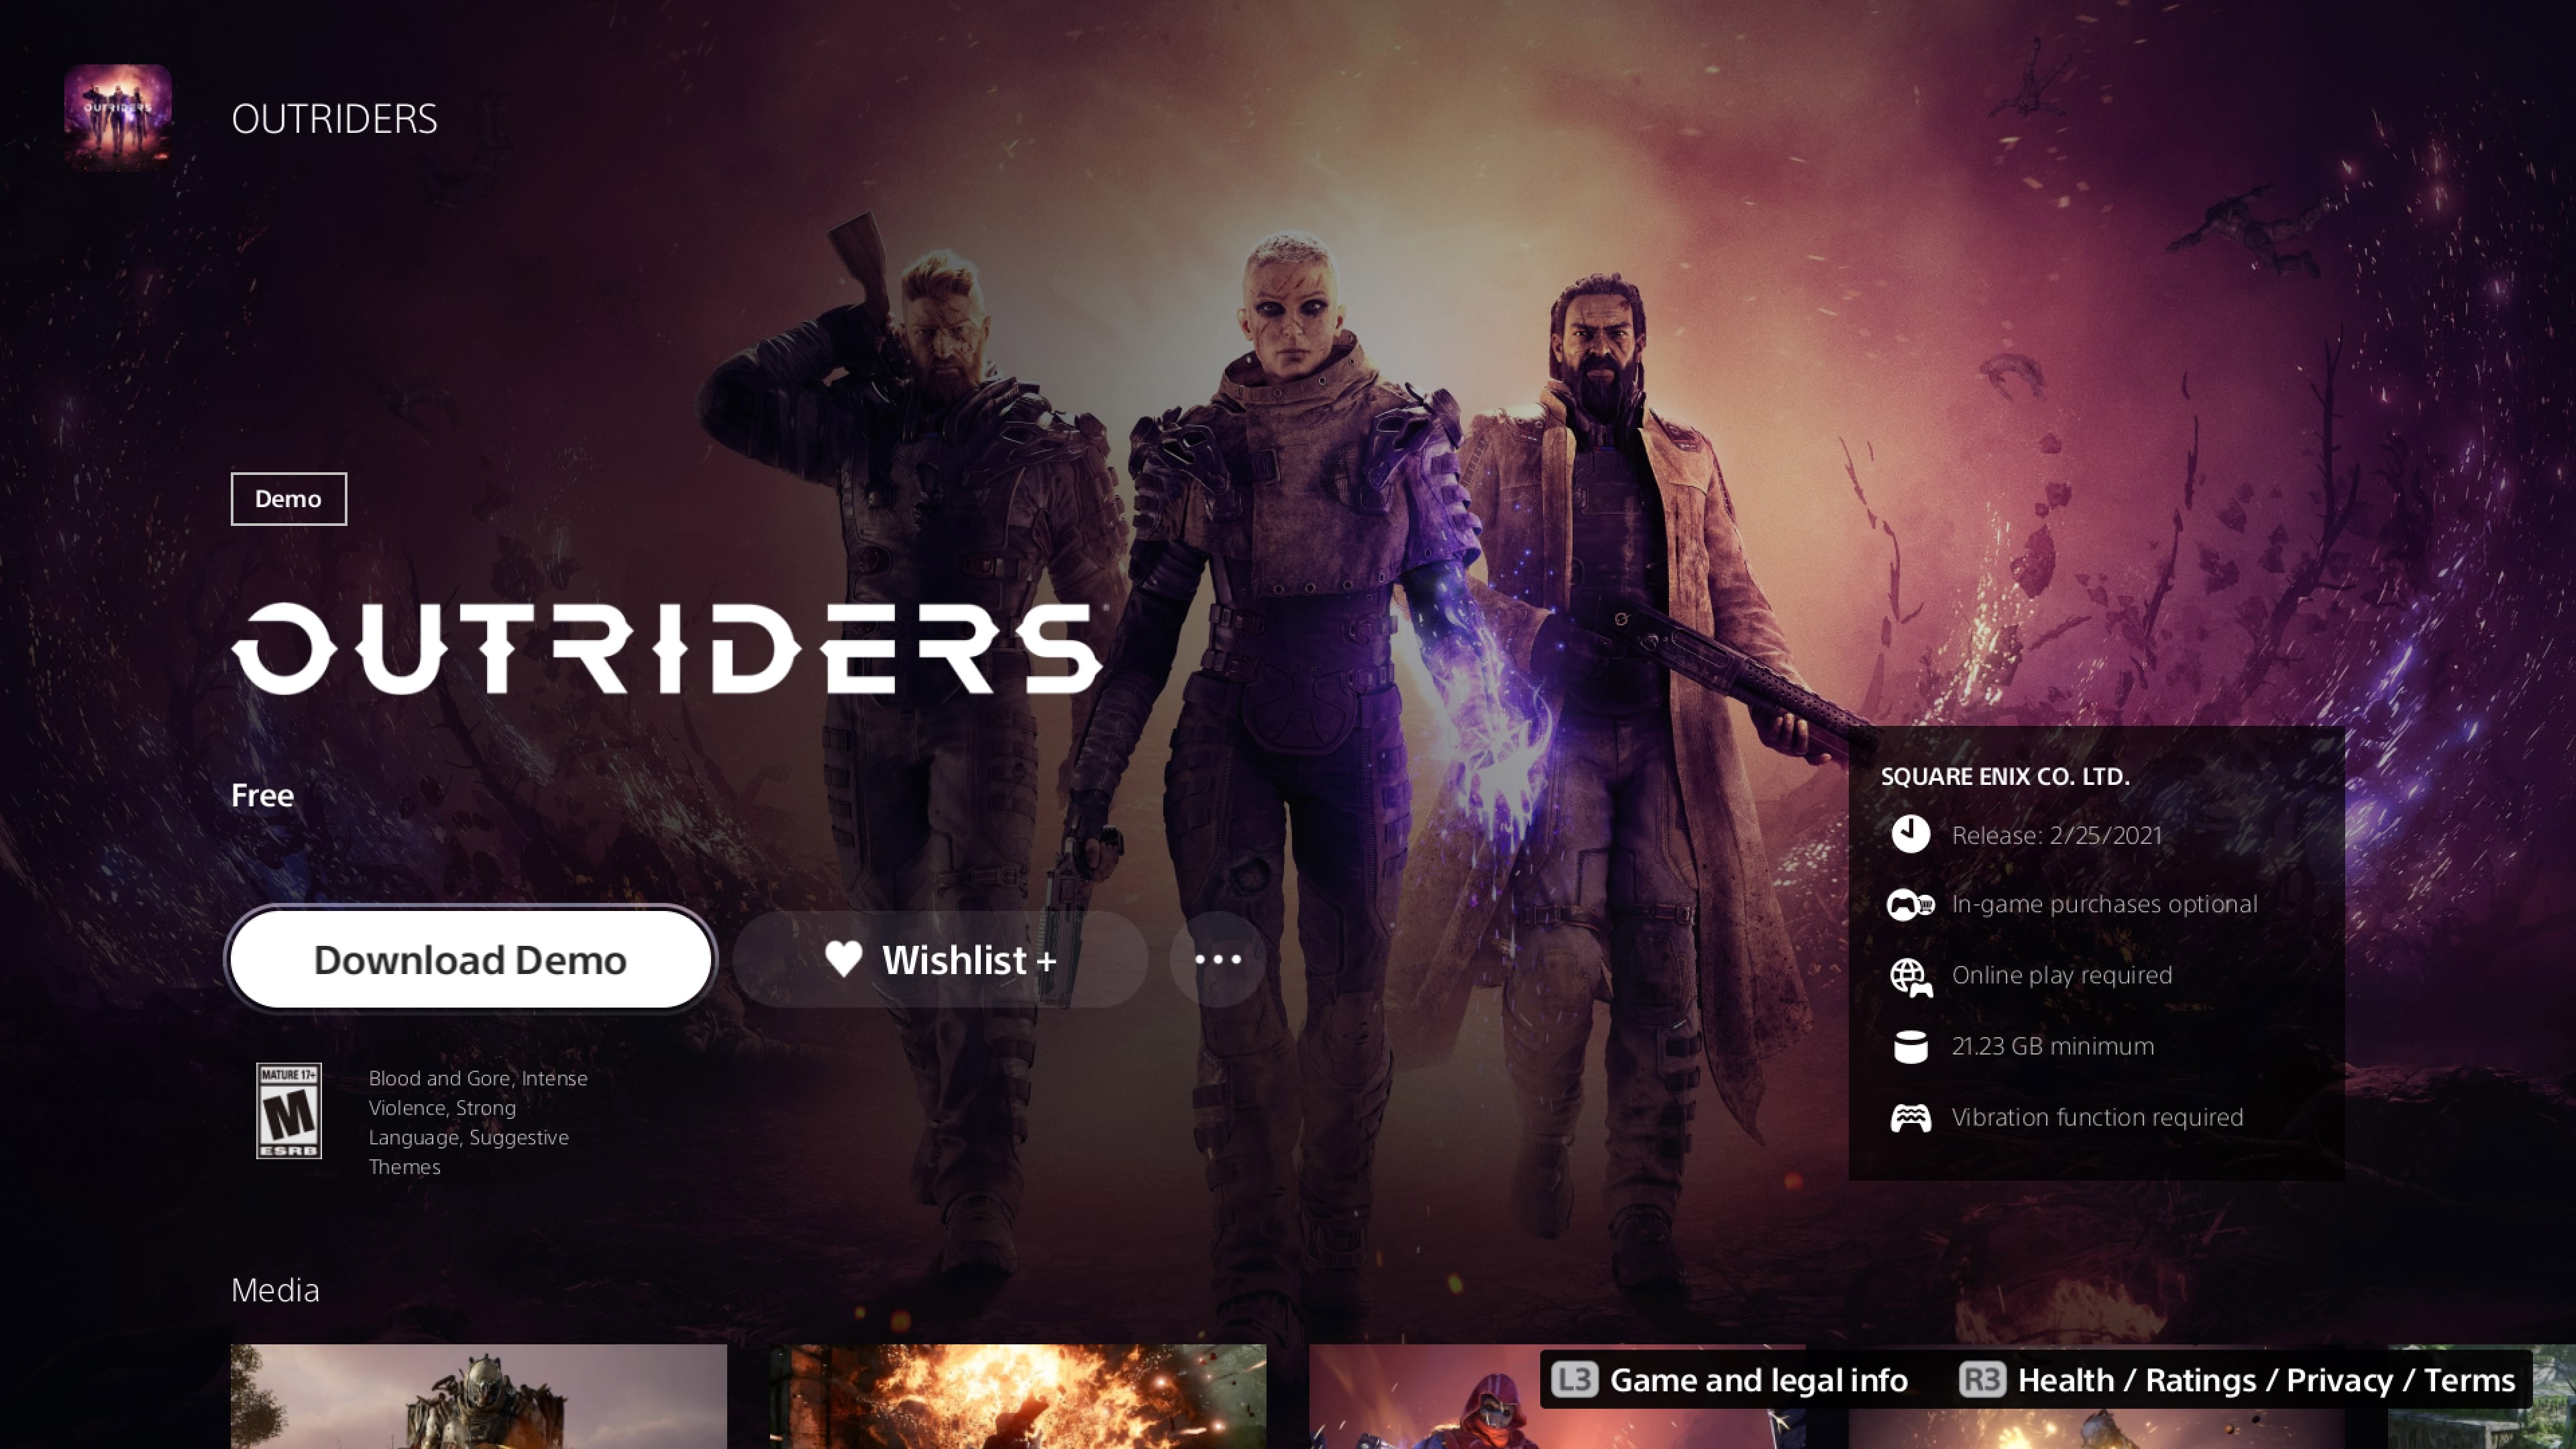 OUTRIDERS
OUTRIDERS
Demo
OUTRIDERS
Free
Download Demo
Wishlist +
MATURE 17+
M
ESRB
Blood and Gore, Intense
Violence, Strong
Language, Suggestive
Themes
SQUARE ENIX CO. LTD.
Release: 2/25/2021
In-game purchases optional
Online play required
21.23 GB minimum
Vibration function required
Media
L3 Game and legal info
R3 Health / Ratings / Privacy / Terms